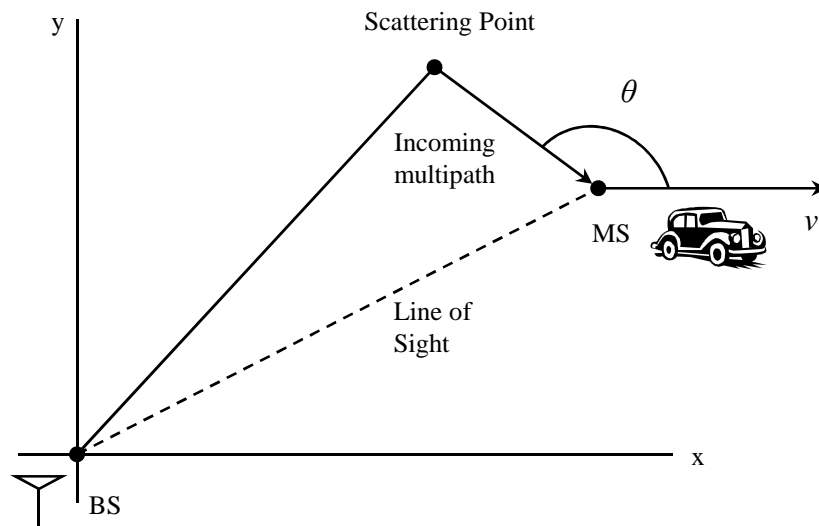 y
Scattering Point
θ
Incoming
multipath
v
MS
Line of
Sight
x
BS